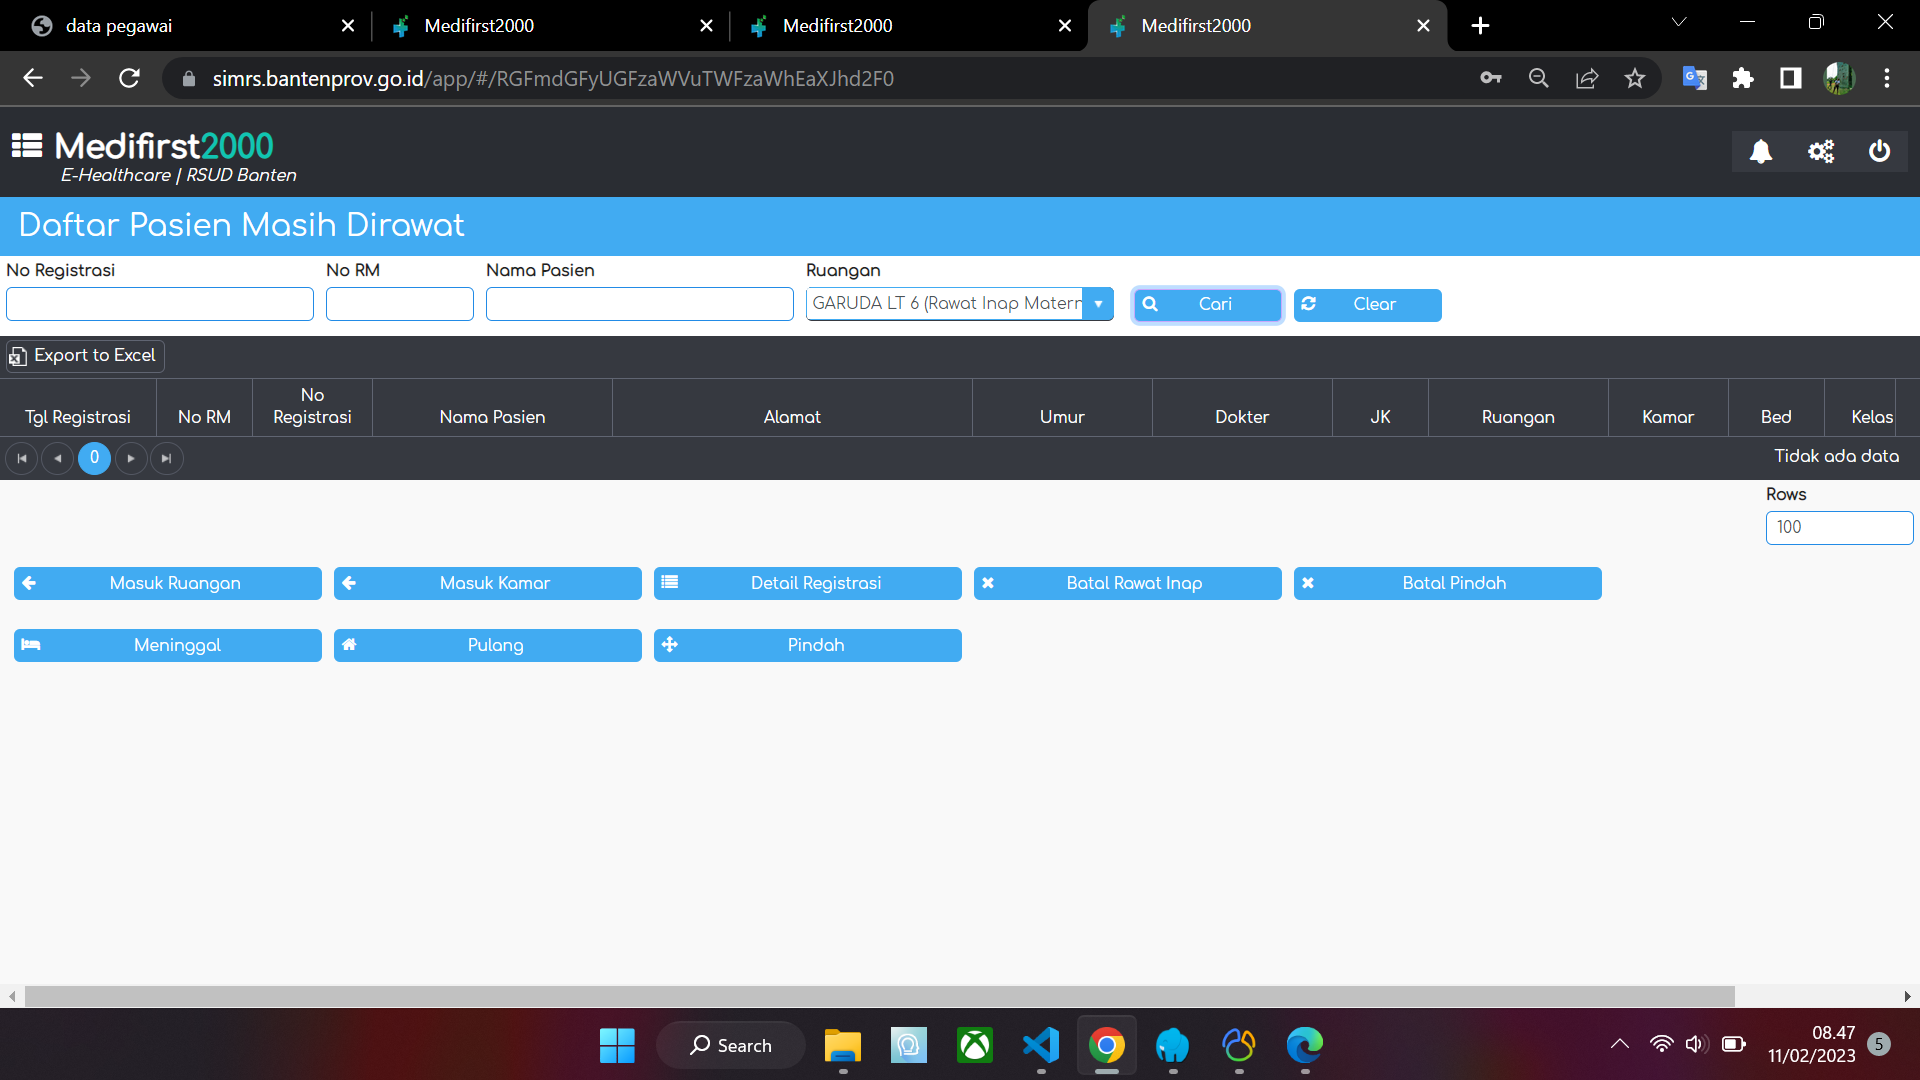 data pegawai
Medifirst2000
Medifirst2000
Medifirst2000
simrs.bantenprov.go.id/app/#/RGFmdGFyUGFzaWVuTWFzaWhEaXJhd2F0
Medifirst2000
E-Healthcare | RSUD Banten
Daftar Pasien Masih Dirawat
No Registrasi
No RM
Nama Pasien
Ruangan
GARUDA LT 6 (Rawat Inap Matern
Cari
Clear
Export to Excel
Tgl Registrasi
No RM
No
Registrasi
Nama Pasien
Alamat
Umur
Dokter
JK
Ruangan
Kamar
Bed
Kelas
0
Tidak ada data
Rows
100
Masuk Ruangan
Masuk Kamar
Detail Registrasi
Batal Rawat Inap
Batal Pindah
Meninggal
Pulang
Pindah
Search
08.47
11/02/2023
5